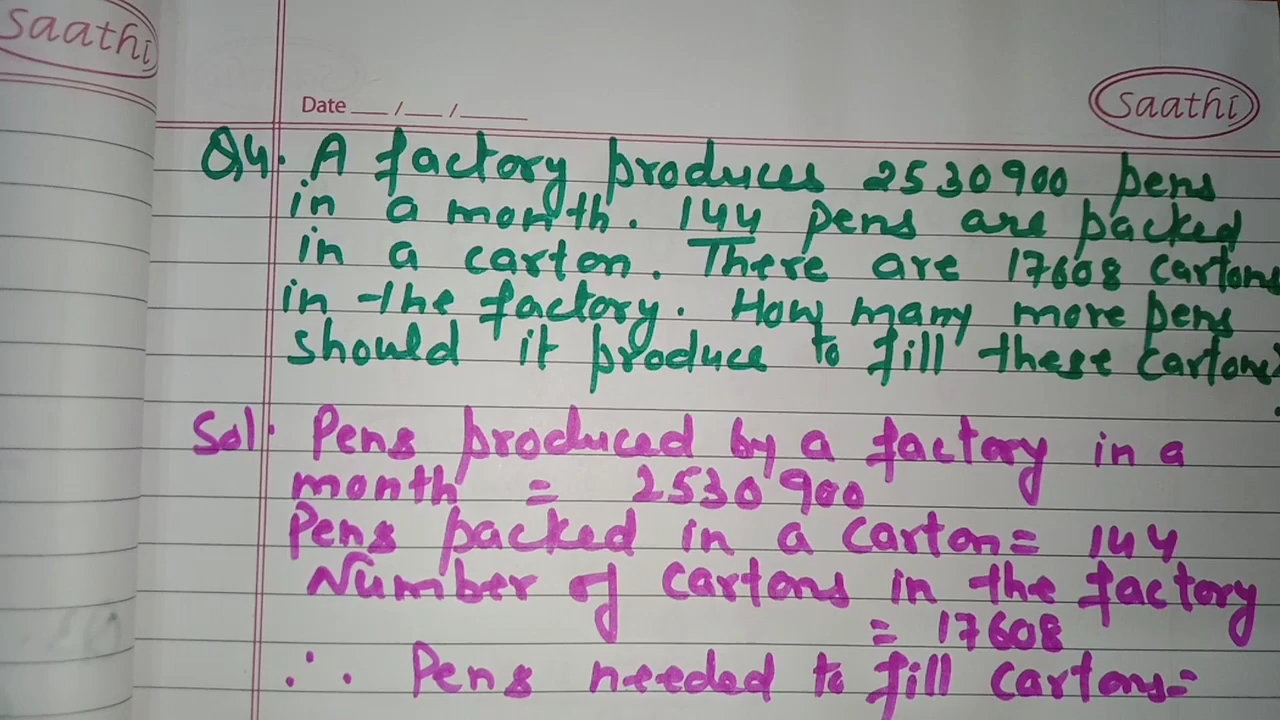 saathi
saathi
Date __/__/____
Q4. A factory produces 2530900 pens
in a month. 144 pens are packed
in a carton. There are 17608 cartons
in the factory. How many more pens
should it produce to fill these cartons?
Sol. Pens produced by a factory in a
month = 2530900
Pens packed in a carton = 144
Number of cartons in the factory
= 17608
∴ Pens needed to fill cartons =